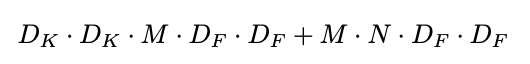 D_K · D_K · M · D_F · D_F + M · N · D_F · D_F